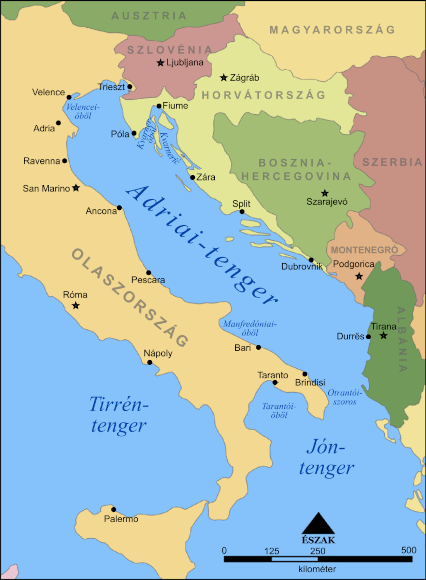 AUSZTRIA
MAGYARORSZÁG
SZLOVÉNIA
Ljubljana
Zágráb
HORVÁTORSZÁG
Velence
Trieszt
Velencei-
öböl
Fiume
Adria
Póla
Kvarner-
öböl
Kvarneric
Ravenna
San Marino
Zára
BOSZNIA-
HERCEGOVINA
SZERBIA
Szarajevó
Adriai-tenger
Ancona
Split
Dubrovnik
MONTENEGRÓ
Podgorica
OLASZORSZÁG
Pescara
Róma
ALBÁNIA
Tirana
Durrës
Manfredóniai-
öböl
Bari
Nápoly
Taranto
Brindisi
Otrantói-
szoros
Tarantói-
öböl
Tirrén-
tenger
Jón-
tenger
Palermo
ÉSZAK
0 125 250 500
kilométer